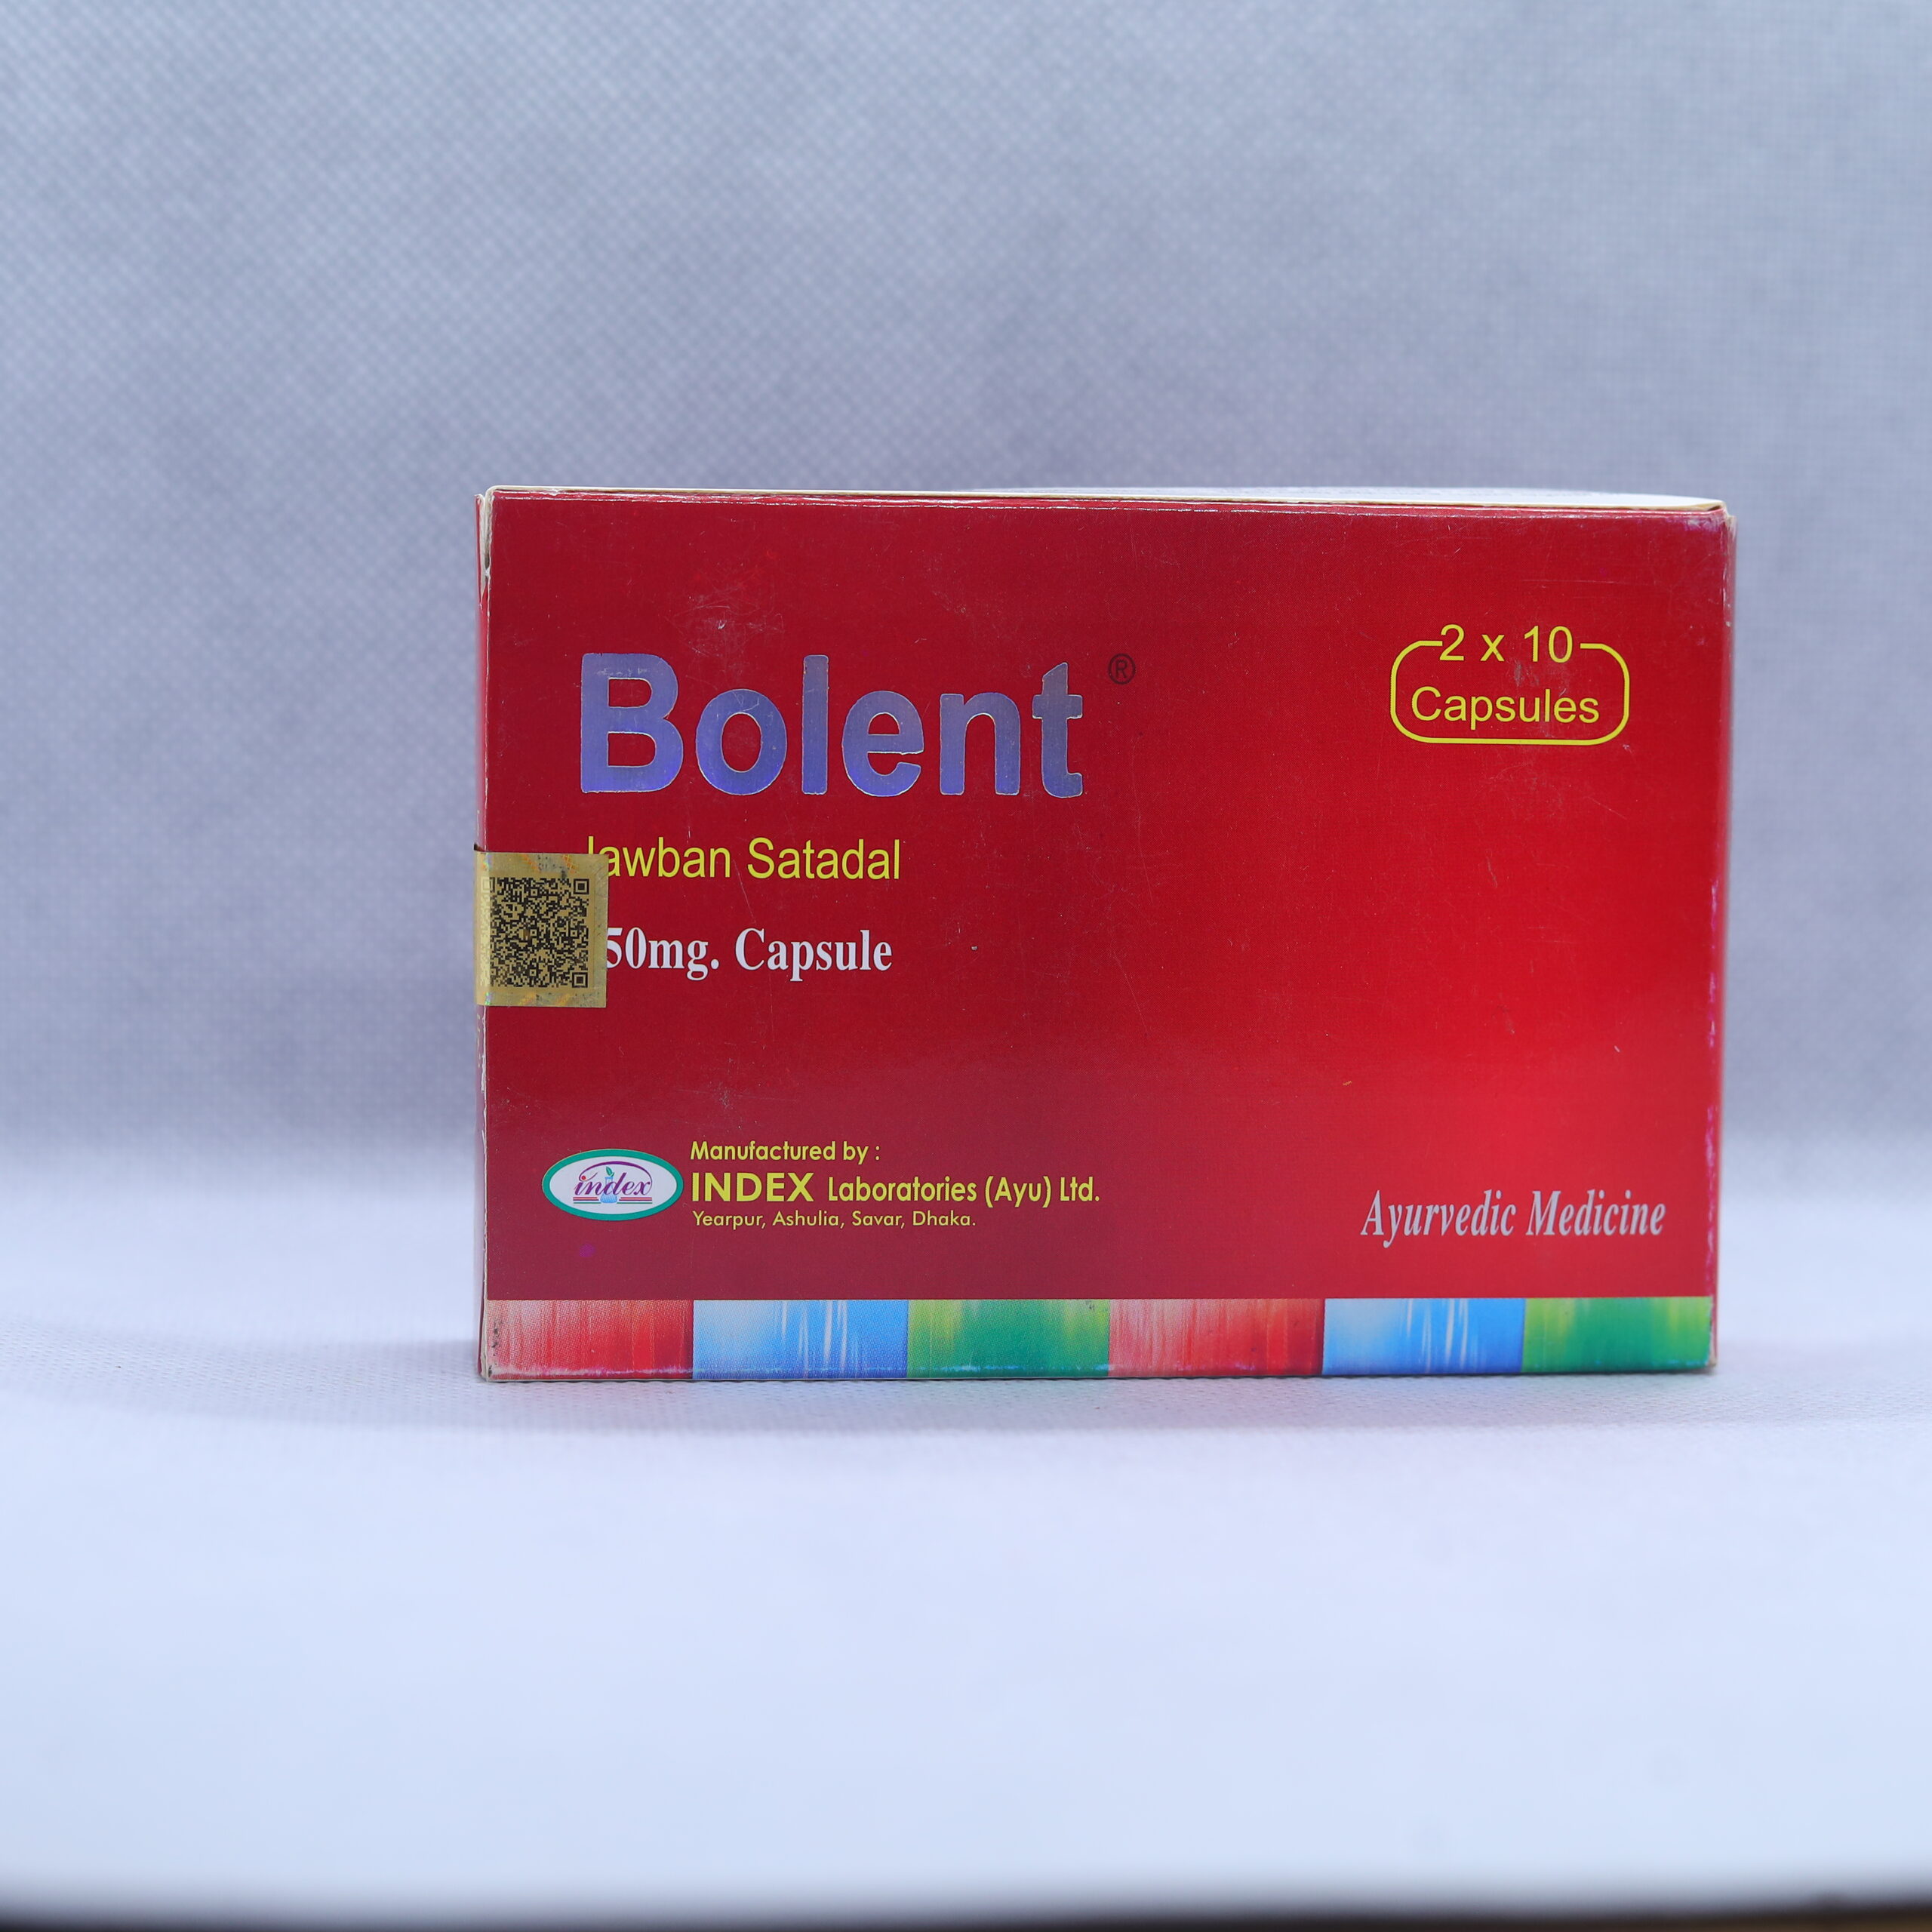 Bolent ®
2 x 10
Capsules
Jawban Satadal
50mg. Capsule
index
Manufactured by :
INDEX Laboratories (Ayu) Ltd.
Yearpur, Ashulia, Savar, Dhaka.
Ayurvedic Medicine